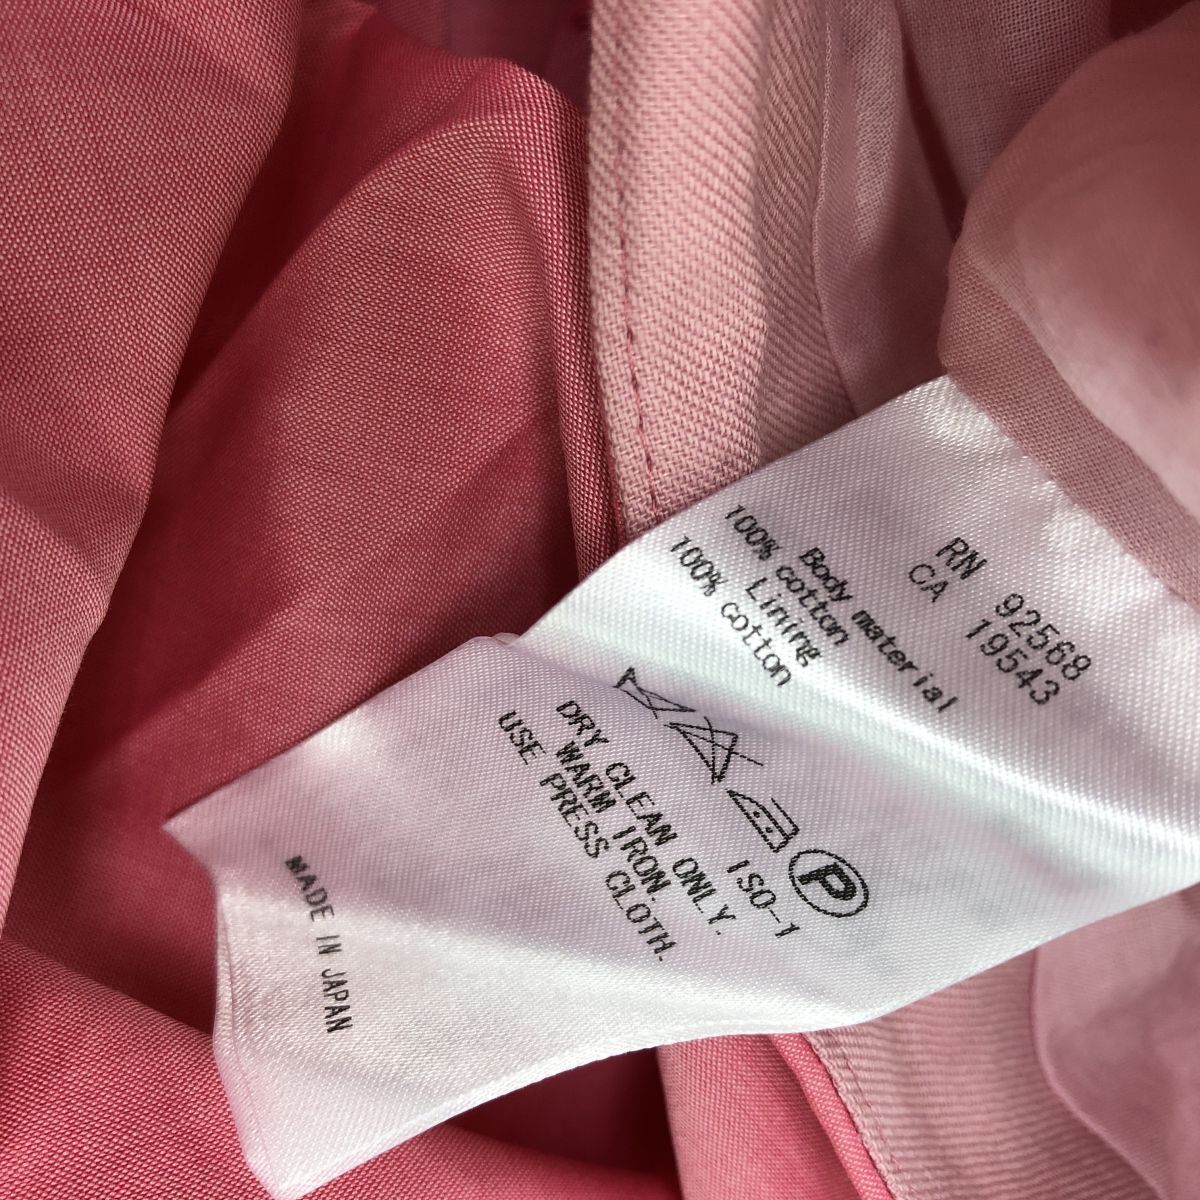 RN 92568
CA 19543
Body material
100% cotton
Lining
100% cotton
P
ISO-1
DRY CLEAN ONLY.
WARM IRON.
USE PRESS CLOTH.
MADE IN JAPAN